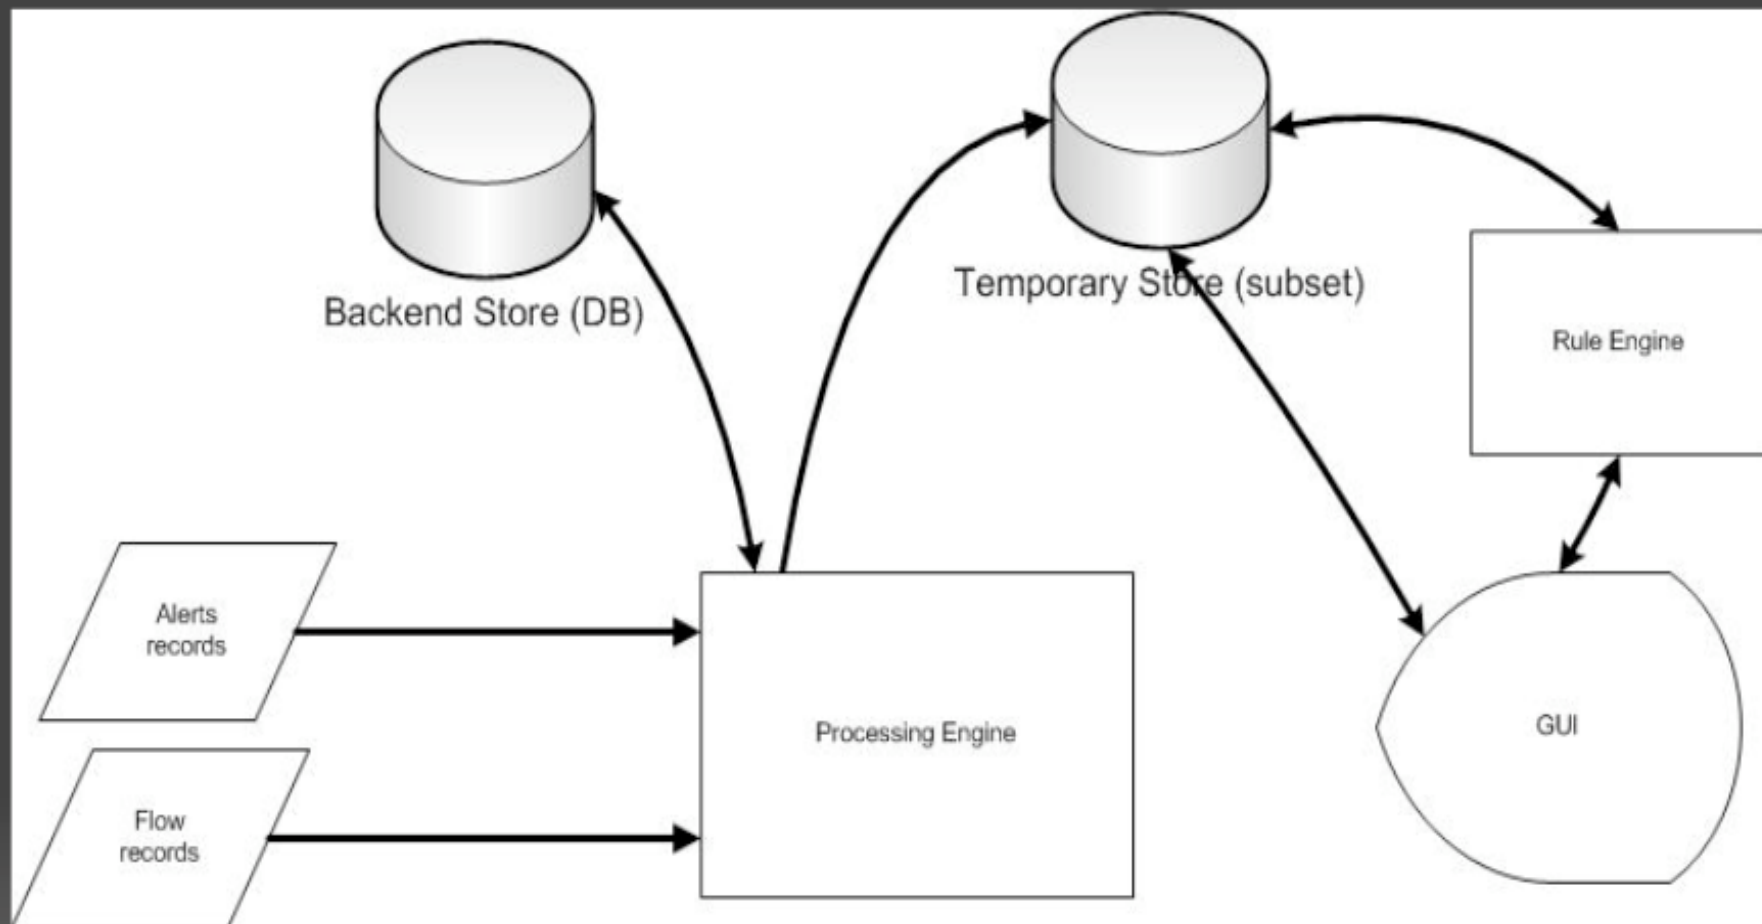 Backend Store (DB)
Temporary Store (subset)
Rule Engine
Alerts
records
Processing Engine
GUI
Flow
records